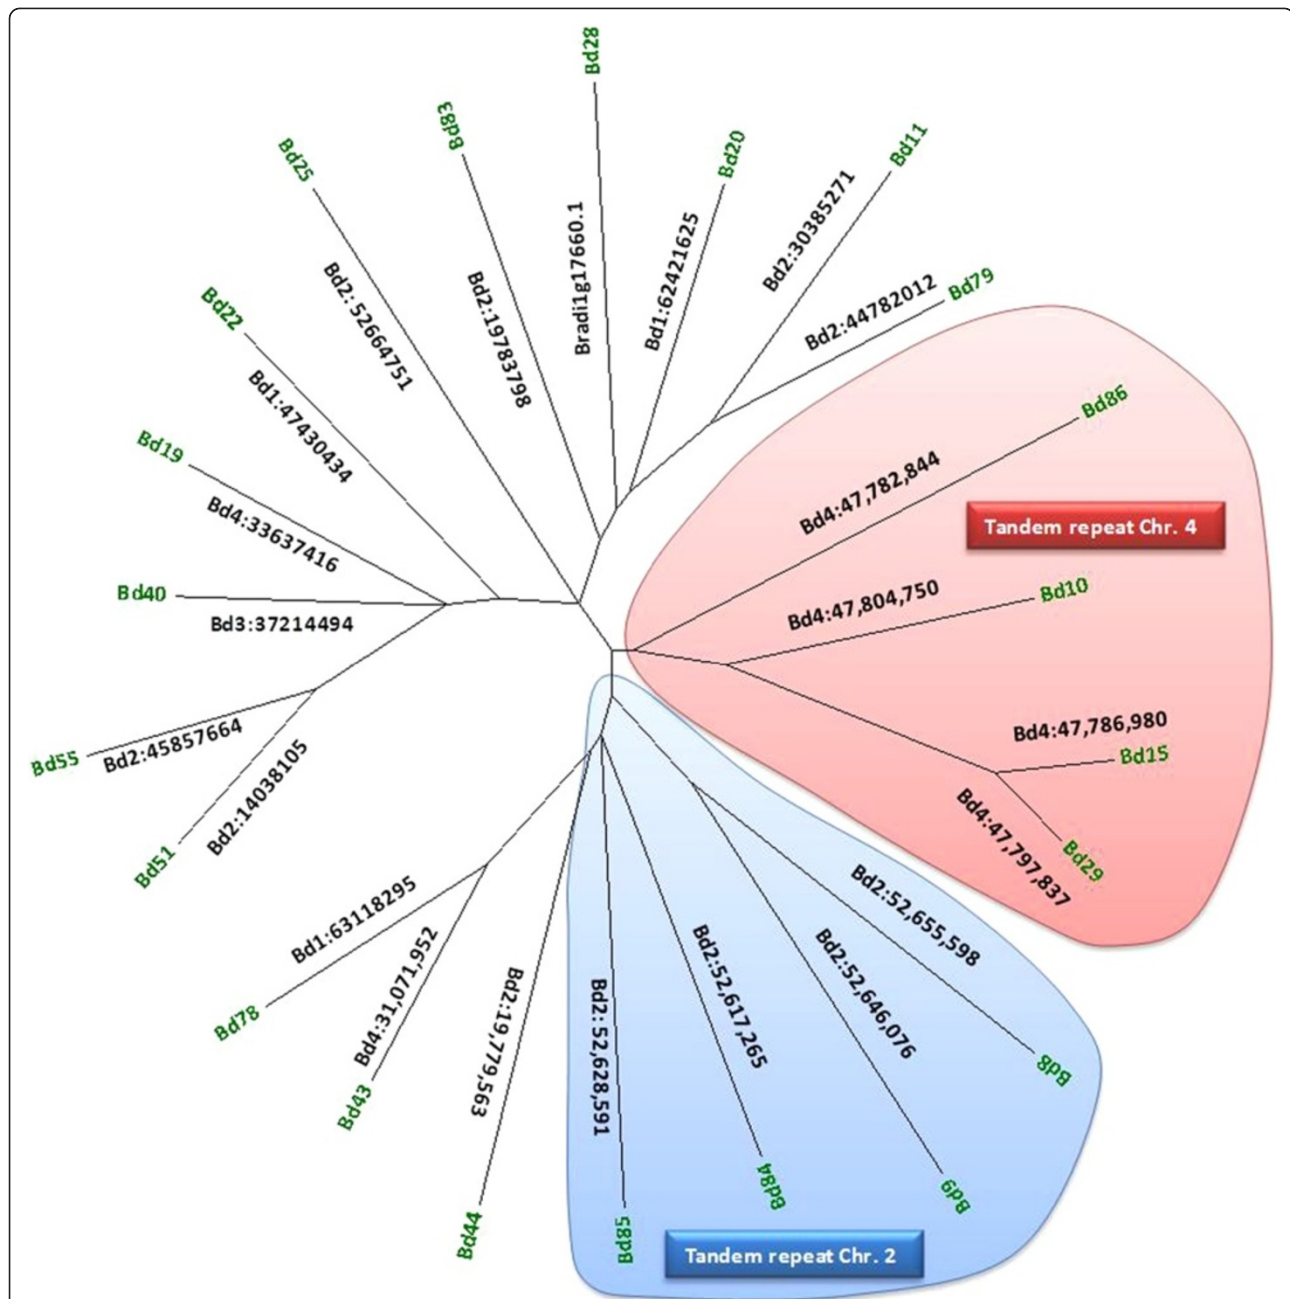 Bd28
Bradi1g17660.1
Bd20
Bd1:62421625
Bd11
Bd2:30385271
Bd79
Bd2:44782012
Bd86
Bd4:47,782,844
Tandem repeat Chr. 4
Bd10
Bd4:47,804,750
Bd4:47,786,980
Bd15
Bd29
Bd4:47,797,837
Bd2:52,655,598
Bd8
Bd2:52,646,076
Bd9
Bd2:52,617,265
Bd84
Bd2: 52,628,591
Bd85
Tandem repeat Chr. 2
Bd2:19,779,563
Bd44
Bd4:31,071,952
Bd43
Bd1:63118295
Bd78
Bd2:14038105
Bd51
Bd2:45857664
Bd55
Bd3:37214494
Bd40
Bd4:33637416
Bd19
Bd1:47430434
Bd22
Bd2: 52664751
Bd25
Bd2:19783798
Bd83